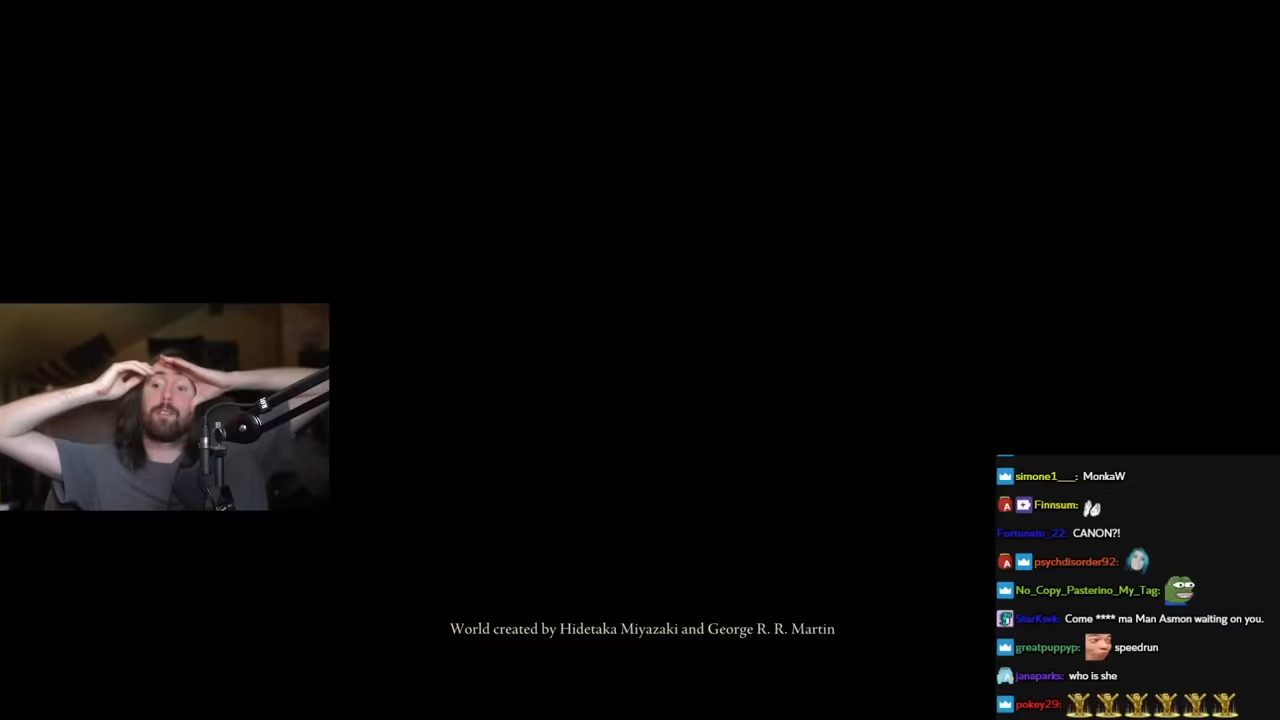 World created by Hidetaka Miyazaki and George R. R. Martin
simone1___: MonkaW
Finnsum:
Fortunate_22: CANON?!
psychdisorder92:
No_Copy_Pasterino_My_Tag:
StarKsvk: Come **** ma Man Asmon waiting on you.
greatpuppyp: speedrun
janaparks: who is she
pokey29: